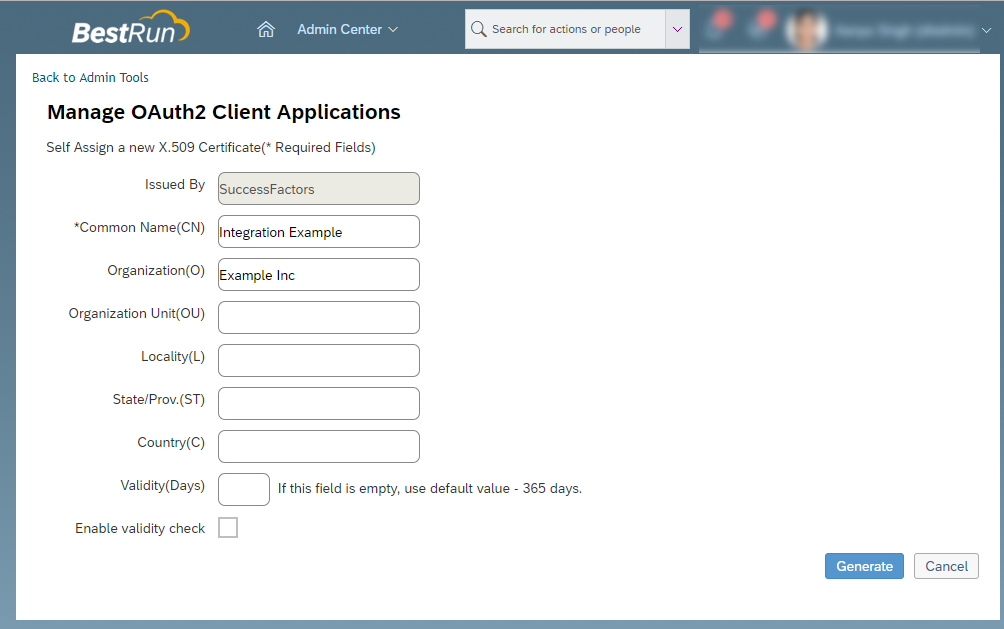 BestRun
Admin Center
Search for actions or people
Back to Admin Tools
Manage OAuth2 Client Applications
Self Assign a new X.509 Certificate(* Required Fields)
Issued By SuccessFactors
*Common Name(CN) Integration Example
Organization(O) Example Inc
Organization Unit(OU)
Locality(L)
State/Prov.(ST)
Country(C)
Validity(Days) If this field is empty, use default value - 365 days.
Enable validity check
Generate Cancel